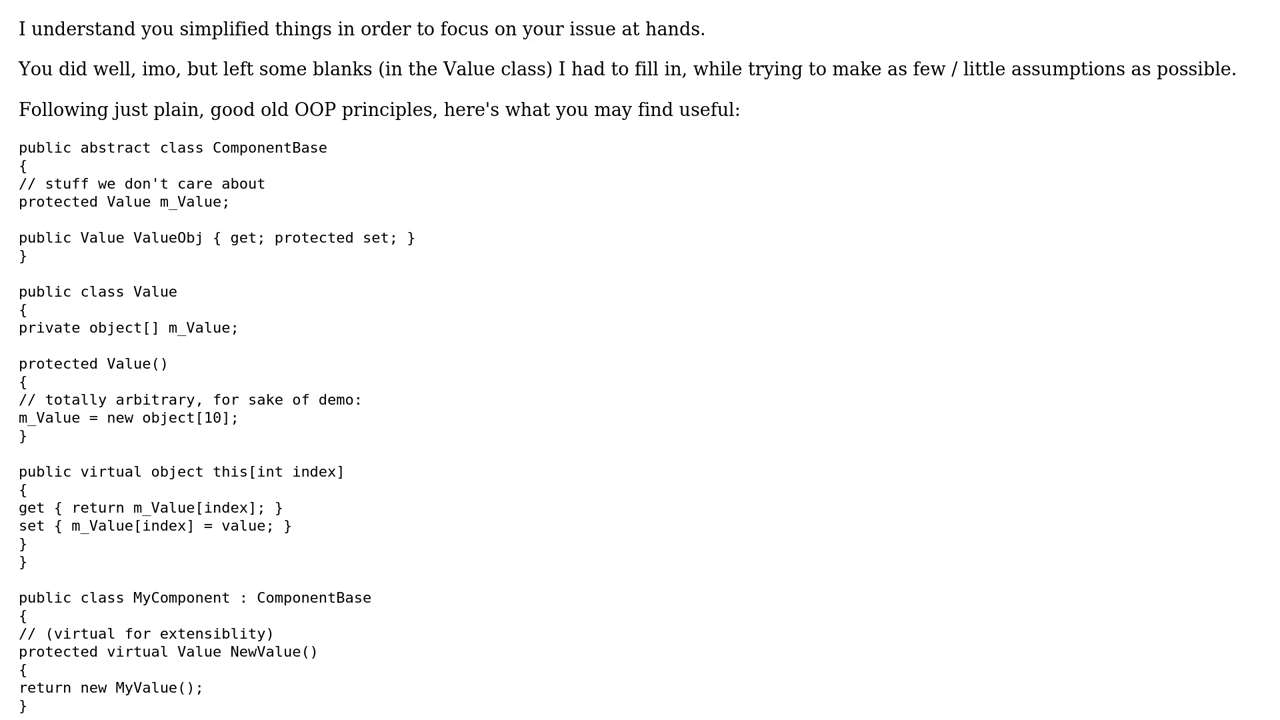 I understand you simplified things in order to focus on your issue at hands.
You did well, imo, but left some blanks (in the Value class) I had to fill in, while trying to make as few / little assumptions as possible.
Following just plain, good old OOP principles, here's what you may find useful:
public abstract class ComponentBase
{
// stuff we don't care about
protected Value m_Value;
public Value ValueObj { get; protected set; }
}
public class Value
{
private object[] m_Value;
protected Value()
{
// totally arbitrary, for sake of demo:
m_Value = new object[10];
}
public virtual object this[int index]
{
get { return m_Value[index]; }
set { m_Value[index] = value; }
}
}
public class MyComponent : ComponentBase
{
// (virtual for extensiblity)
protected virtual Value NewValue()
{
return new MyValue();
}